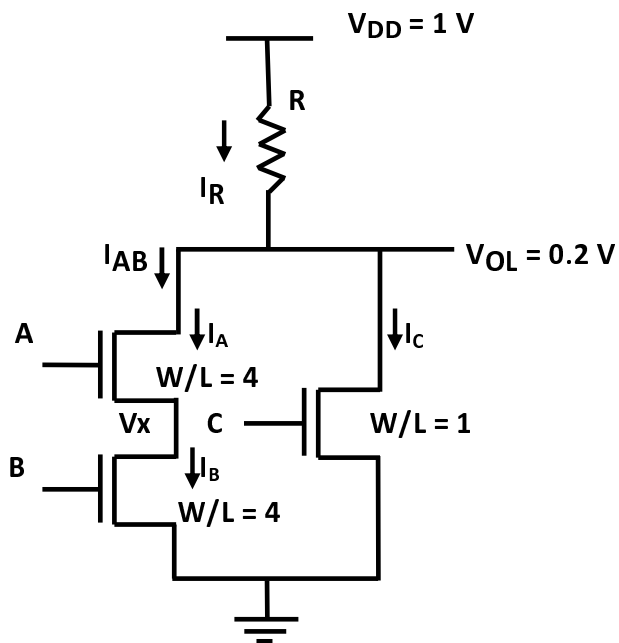 VDD = 1 V
R
IR
IAB
VOL = 0.2 V
A
IA
IC
W/L = 4
Vx
C
W/L = 1
B
IB
W/L = 4